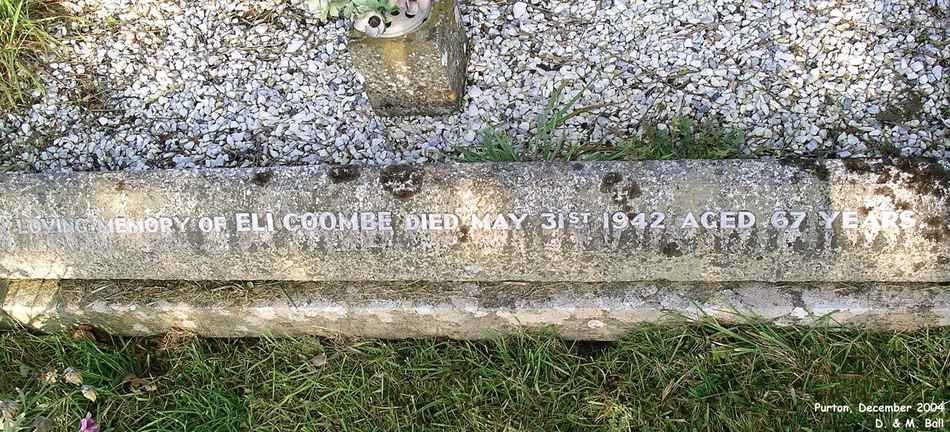 LOVING MEMORY OF ELI COOMBE DIED MAY 31ST 1942 AGED 67 YEARS
Purton, December 2004
D. & M. Ball